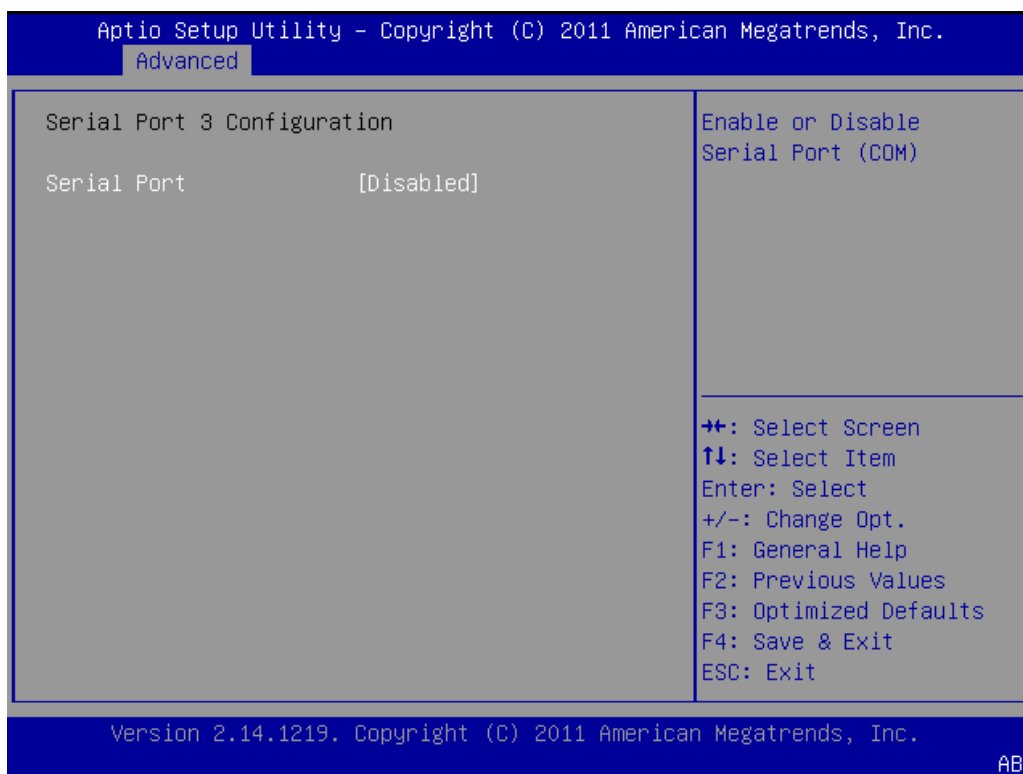 Aptio Setup Utility – Copyright (C) 2011 American Megatrends, Inc.
Advanced
Serial Port 3 Configuration
Serial Port [Disabled]
Enable or Disable
Serial Port (COM)
→←: Select Screen
↑↓: Select Item
Enter: Select
+/-: Change Opt.
F1: General Help
F2: Previous Values
F3: Optimized Defaults
F4: Save & Exit
ESC: Exit
Version 2.14.1219. Copyright (C) 2011 American Megatrends, Inc.
AB